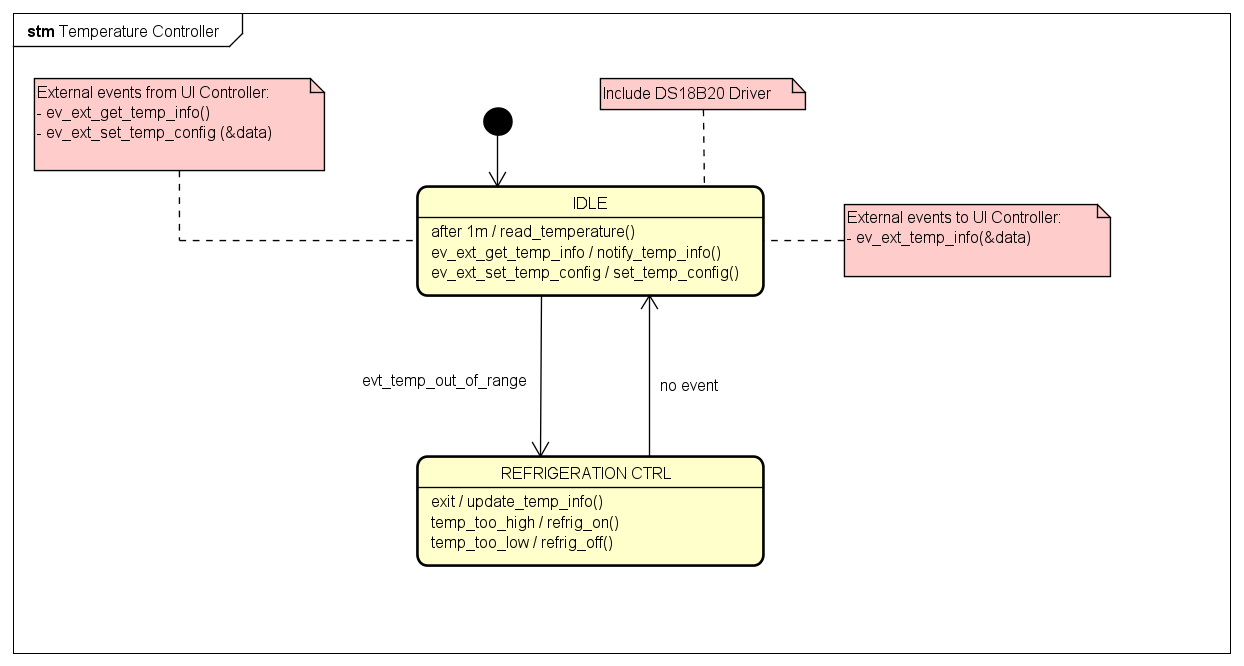 stm Temperature Controller
External events from UI Controller:
- ev_ext_get_temp_info()
- ev_ext_set_temp_config (&data)
Include DS18B20 Driver
IDLE
after 1m / read_temperature()
ev_ext_get_temp_info / notify_temp_info()
ev_ext_set_temp_config / set_temp_config()
External events to UI Controller:
- ev_ext_temp_info(&data)
evt_temp_out_of_range
no event
REFRIGERATION CTRL
exit / update_temp_info()
temp_too_high / refrig_on()
temp_too_low / refrig_off()